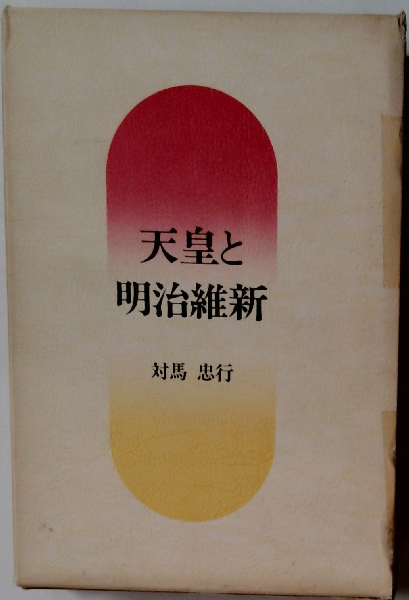 天皇と
明治維新
対馬 忠行